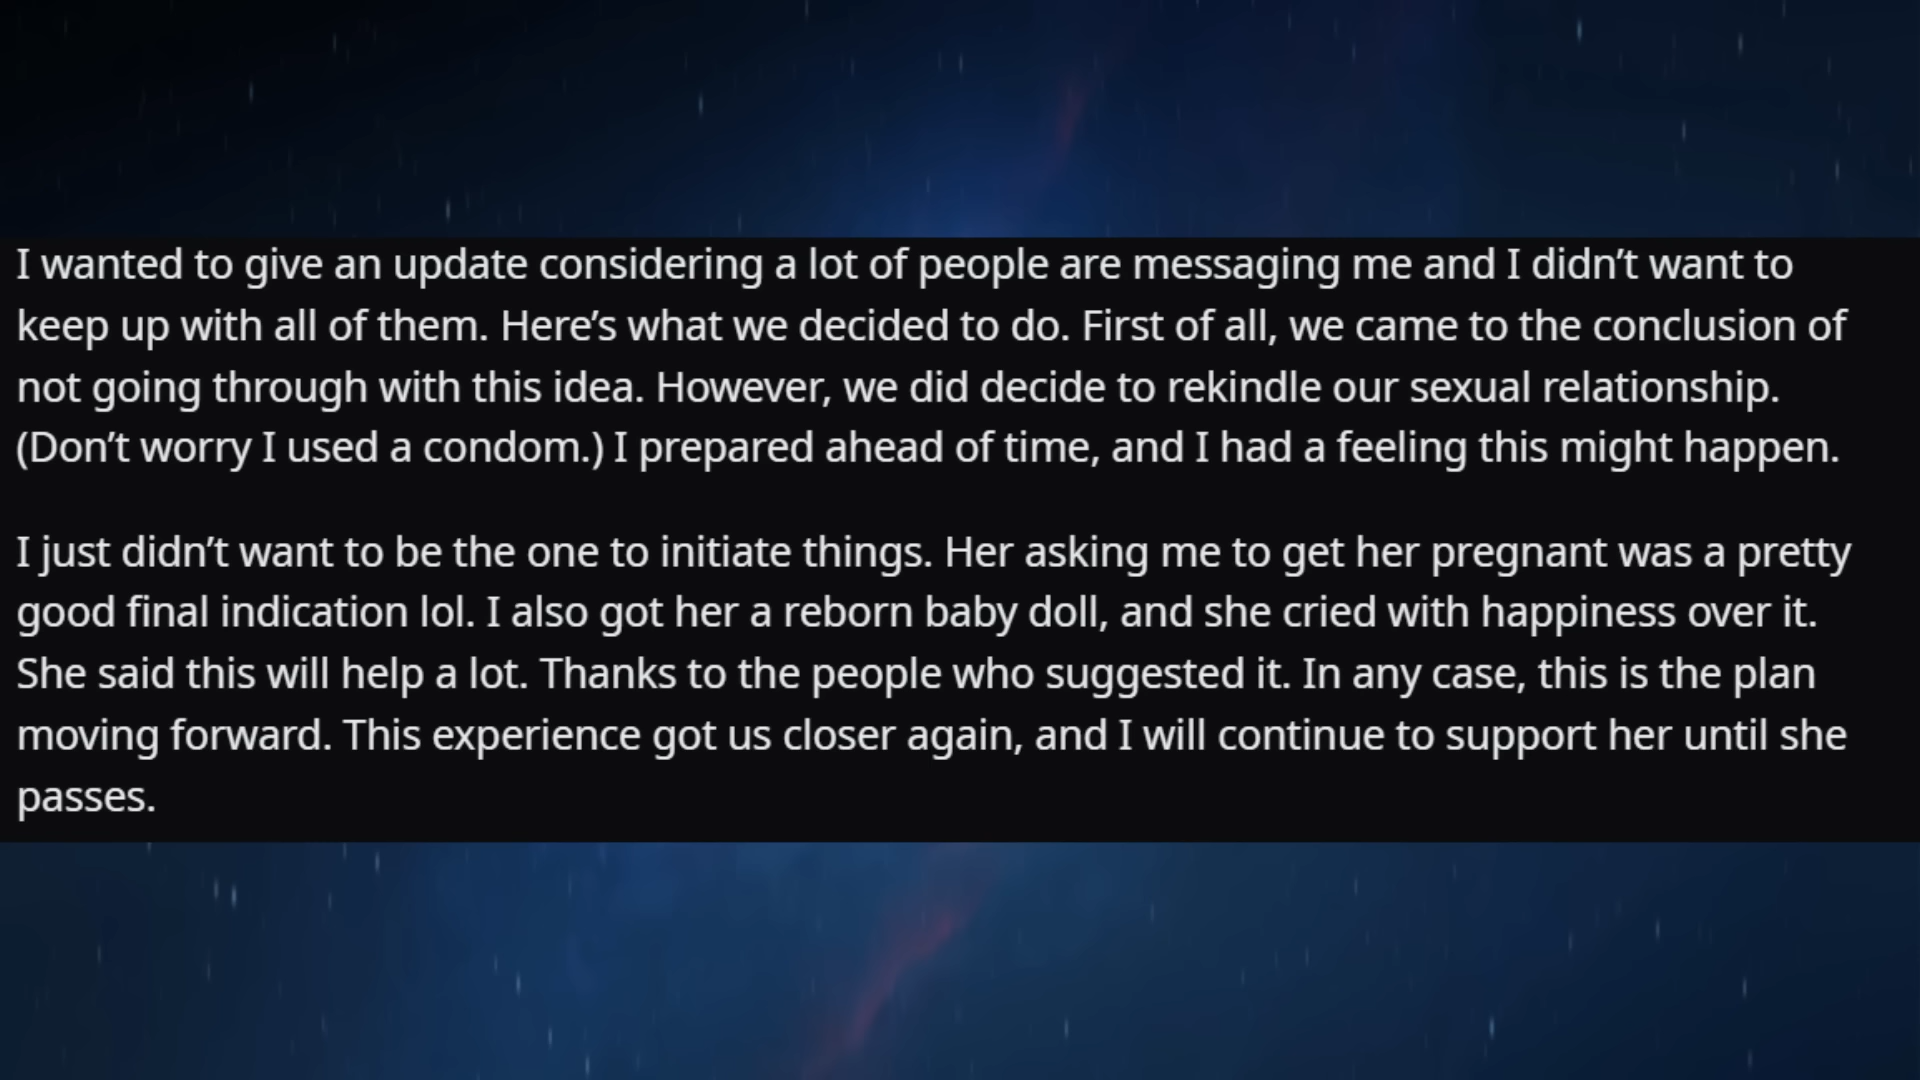 I wanted to give an update considering a lot of people are messaging me and I didn’t want to
keep up with all of them. Here’s what we decided to do. First of all, we came to the conclusion of
not going through with this idea. However, we did decide to rekindle our sexual relationship.
(Don’t worry I used a condom.) I prepared ahead of time, and I had a feeling this might happen.
I just didn’t want to be the one to initiate things. Her asking me to get her pregnant was a pretty
good final indication lol. I also got her a reborn baby doll, and she cried with happiness over it.
She said this will help a lot. Thanks to the people who suggested it. In any case, this is the plan
moving forward. This experience got us closer again, and I will continue to support her until she
passes.